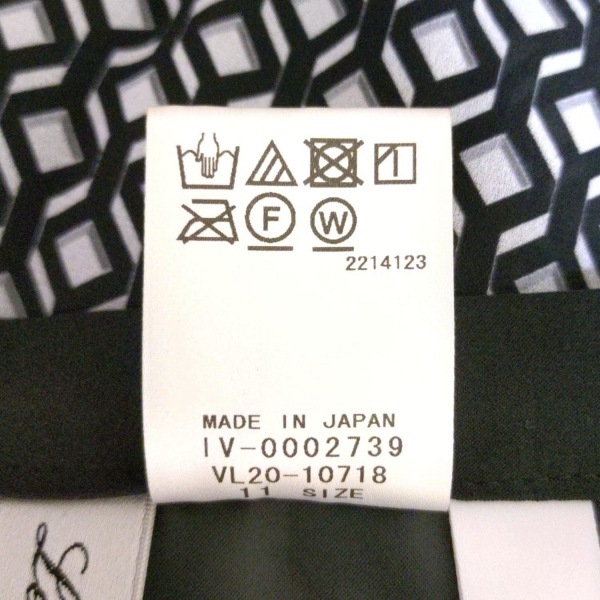 F W
2214123
MADE IN JAPAN
IV-0002739
VL20-10718
11 SIZE